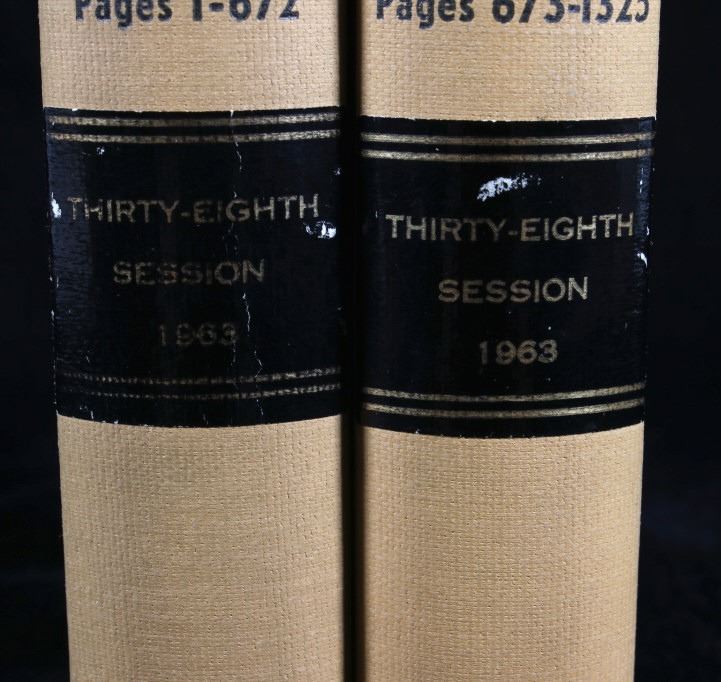 Pages 1-672
THIRTY-EIGHTH
SESSION
1963
Pages 673-1325
THIRTY-EIGHTH
SESSION
1963